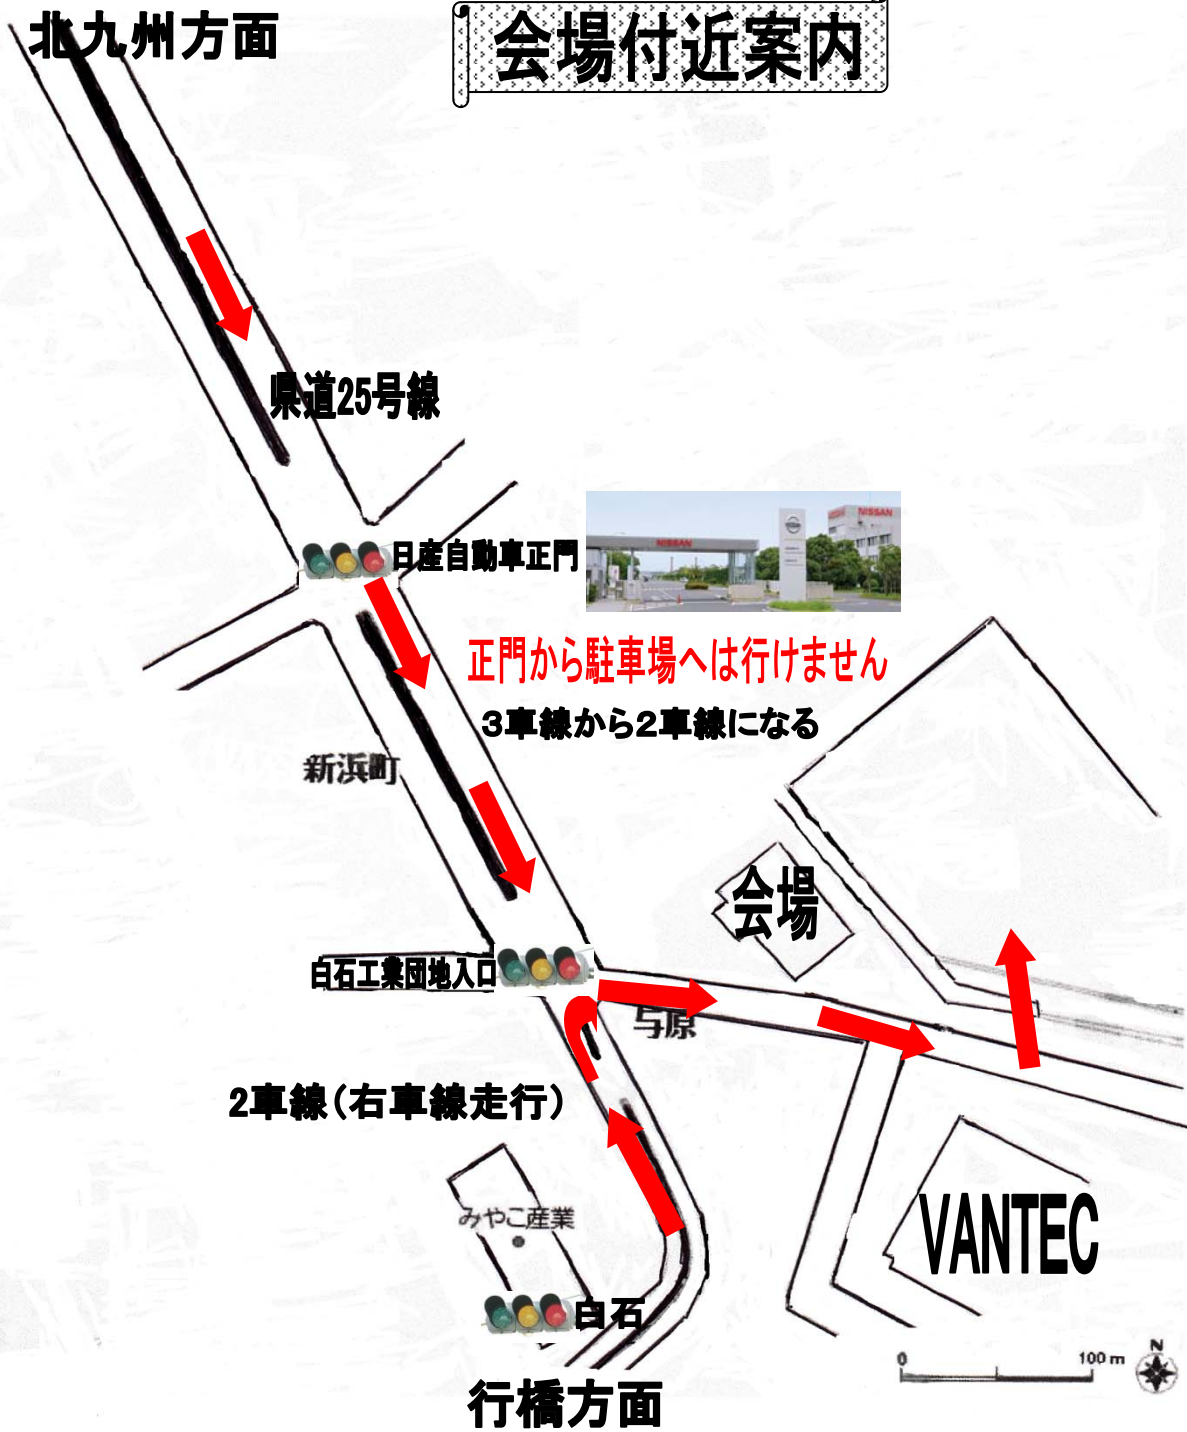 北九州方面
会場付近案内
県道25号線
日産自動車正門
NISSAN
NISSAN
正門から駐車場へは行けません
3車線から2車線になる
新浜町
会場
白石工業団地入口
与原
2車線(右車線走行)
みやこ産業
VANTEC
白石
0 100m
N
行橋方面